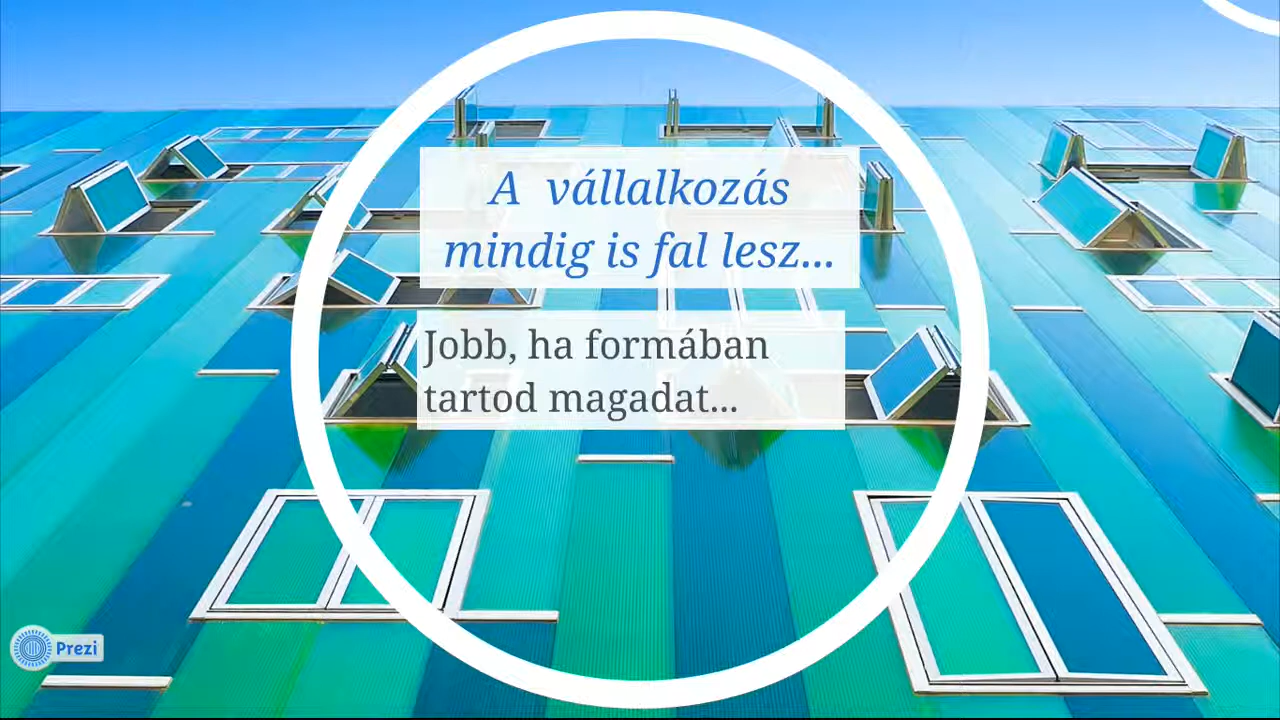 A vállalkozás
mindig is fal lesz...
Jobb, ha formában
tartod magadat...
Prezi